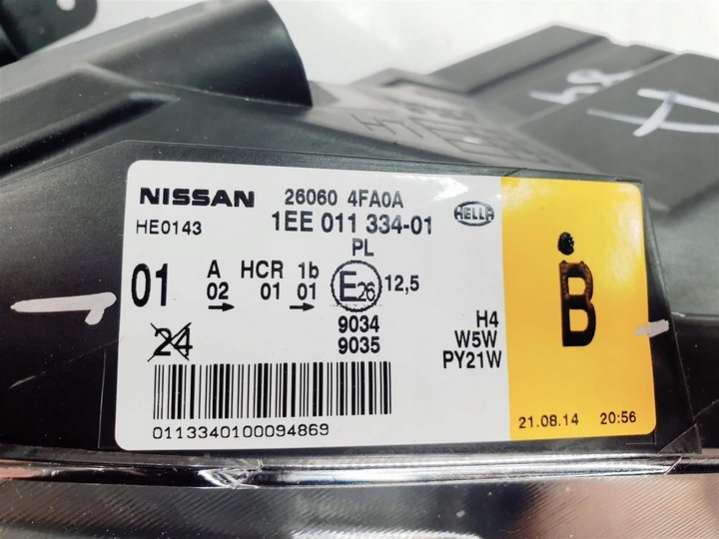 NISSAN 26060 4FA0A
HE0143 1EE 011 334-01 HELLA
PL
01 A HCR 1b E26 12,5
02 → 01 01 →
24 9034 H4
9035 W5W
PY21W
B
0113340100094869
21.08.14 20:56